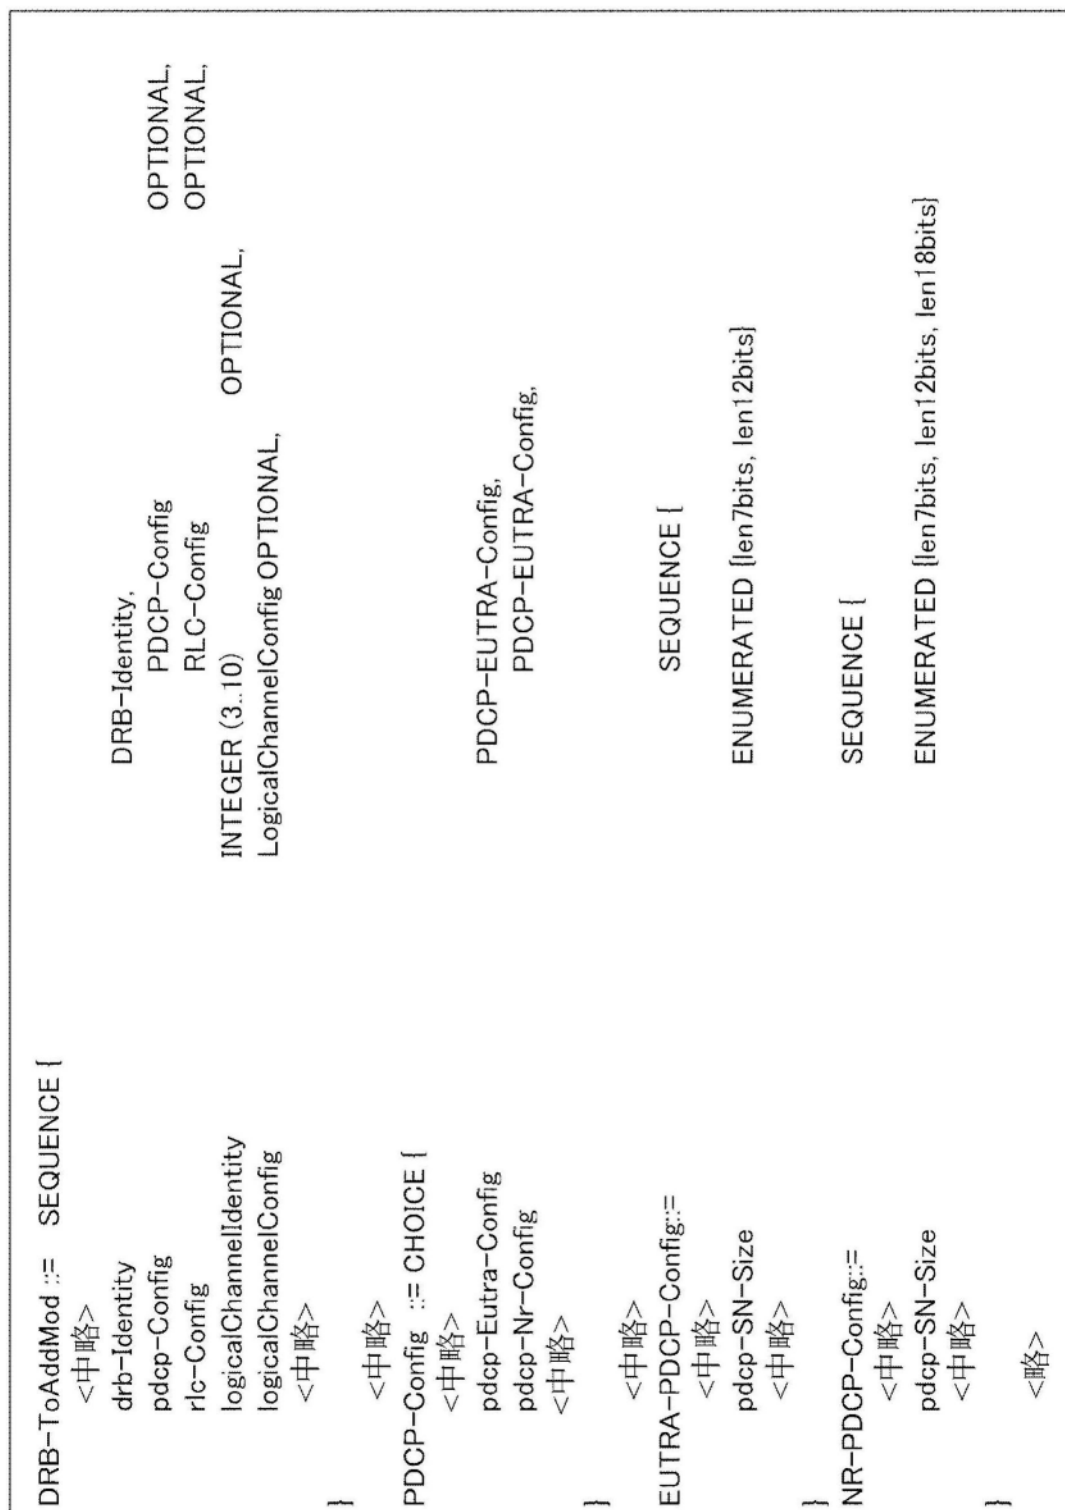 DRB-ToAddMod ::= SEQUENCE {
<中略>
drb-Identity DRB-Identity,
pdcp-Config PDCP-Config OPTIONAL,
rlc-Config RLC-Config OPTIONAL,
logicalChannelIdentity INTEGER (3..10) OPTIONAL,
logicalChannelConfig LogicalChannelConfig OPTIONAL,
<中略>
}
<中略>
PDCP-Config ::= CHOICE {
<中略>
pdcp-Eutra-Config PDCP-EUTRA-Config,
pdcp-Nr-Config PDCP-EUTRA-Config,
<中略>
}
<中略>
EUTRA-PDCP-Config::= SEQUENCE {
<中略>
pdcp-SN-Size ENUMERATED {len7bits, len12bits}
<中略>
}
NR-PDCP-Config::= SEQUENCE {
<中略>
pdcp-SN-Size ENUMERATED {len7bits, len12bits, len18bits}
<中略>
}
<略>